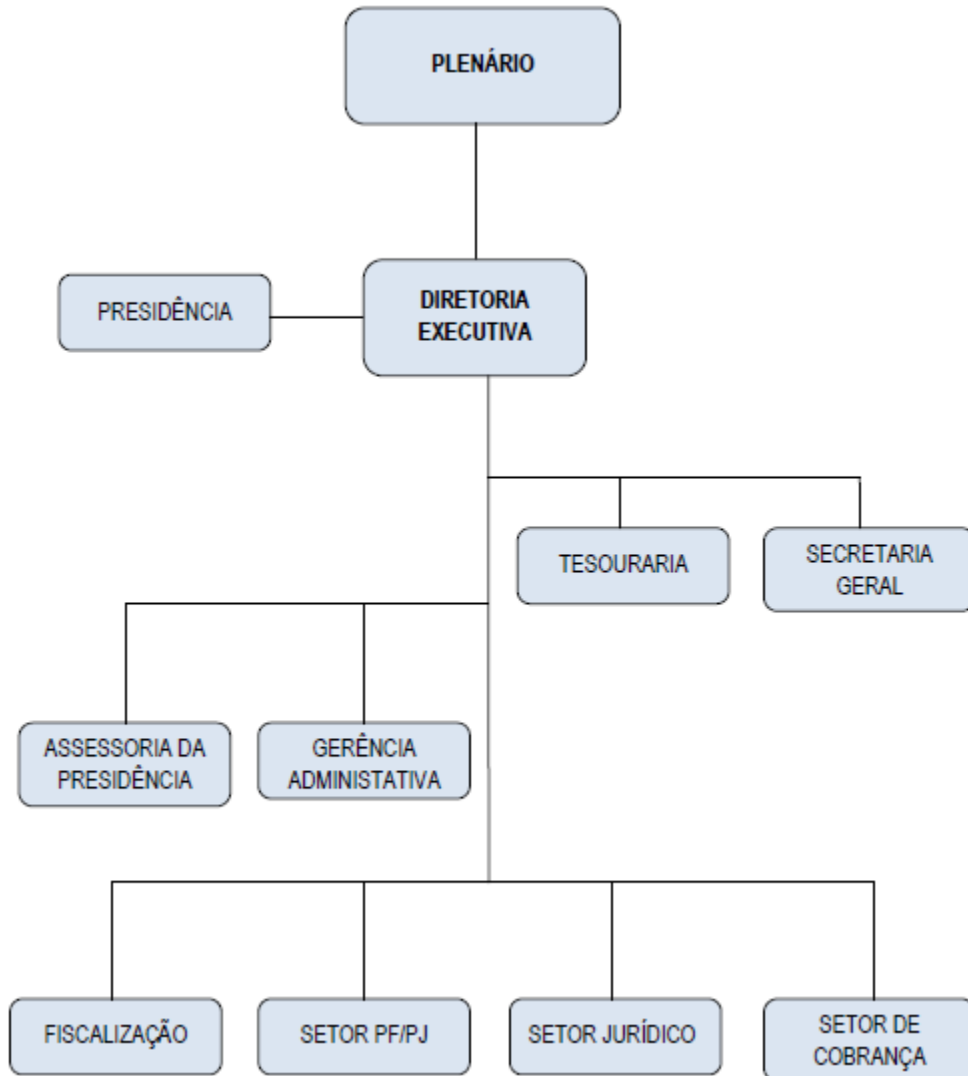 PLENÁRIO
PRESIDÊNCIA
DIRETORIA
EXECUTIVA
TESOURARIA
SECRETARIA
GERAL
ASSESSORIA DA
PRESIDÊNCIA
GERÊNCIA
ADMINISTATIVA
FISCALIZAÇÃO
SETOR PF/PJ
SETOR JURÍDICO
SETOR DE
COBRANÇA